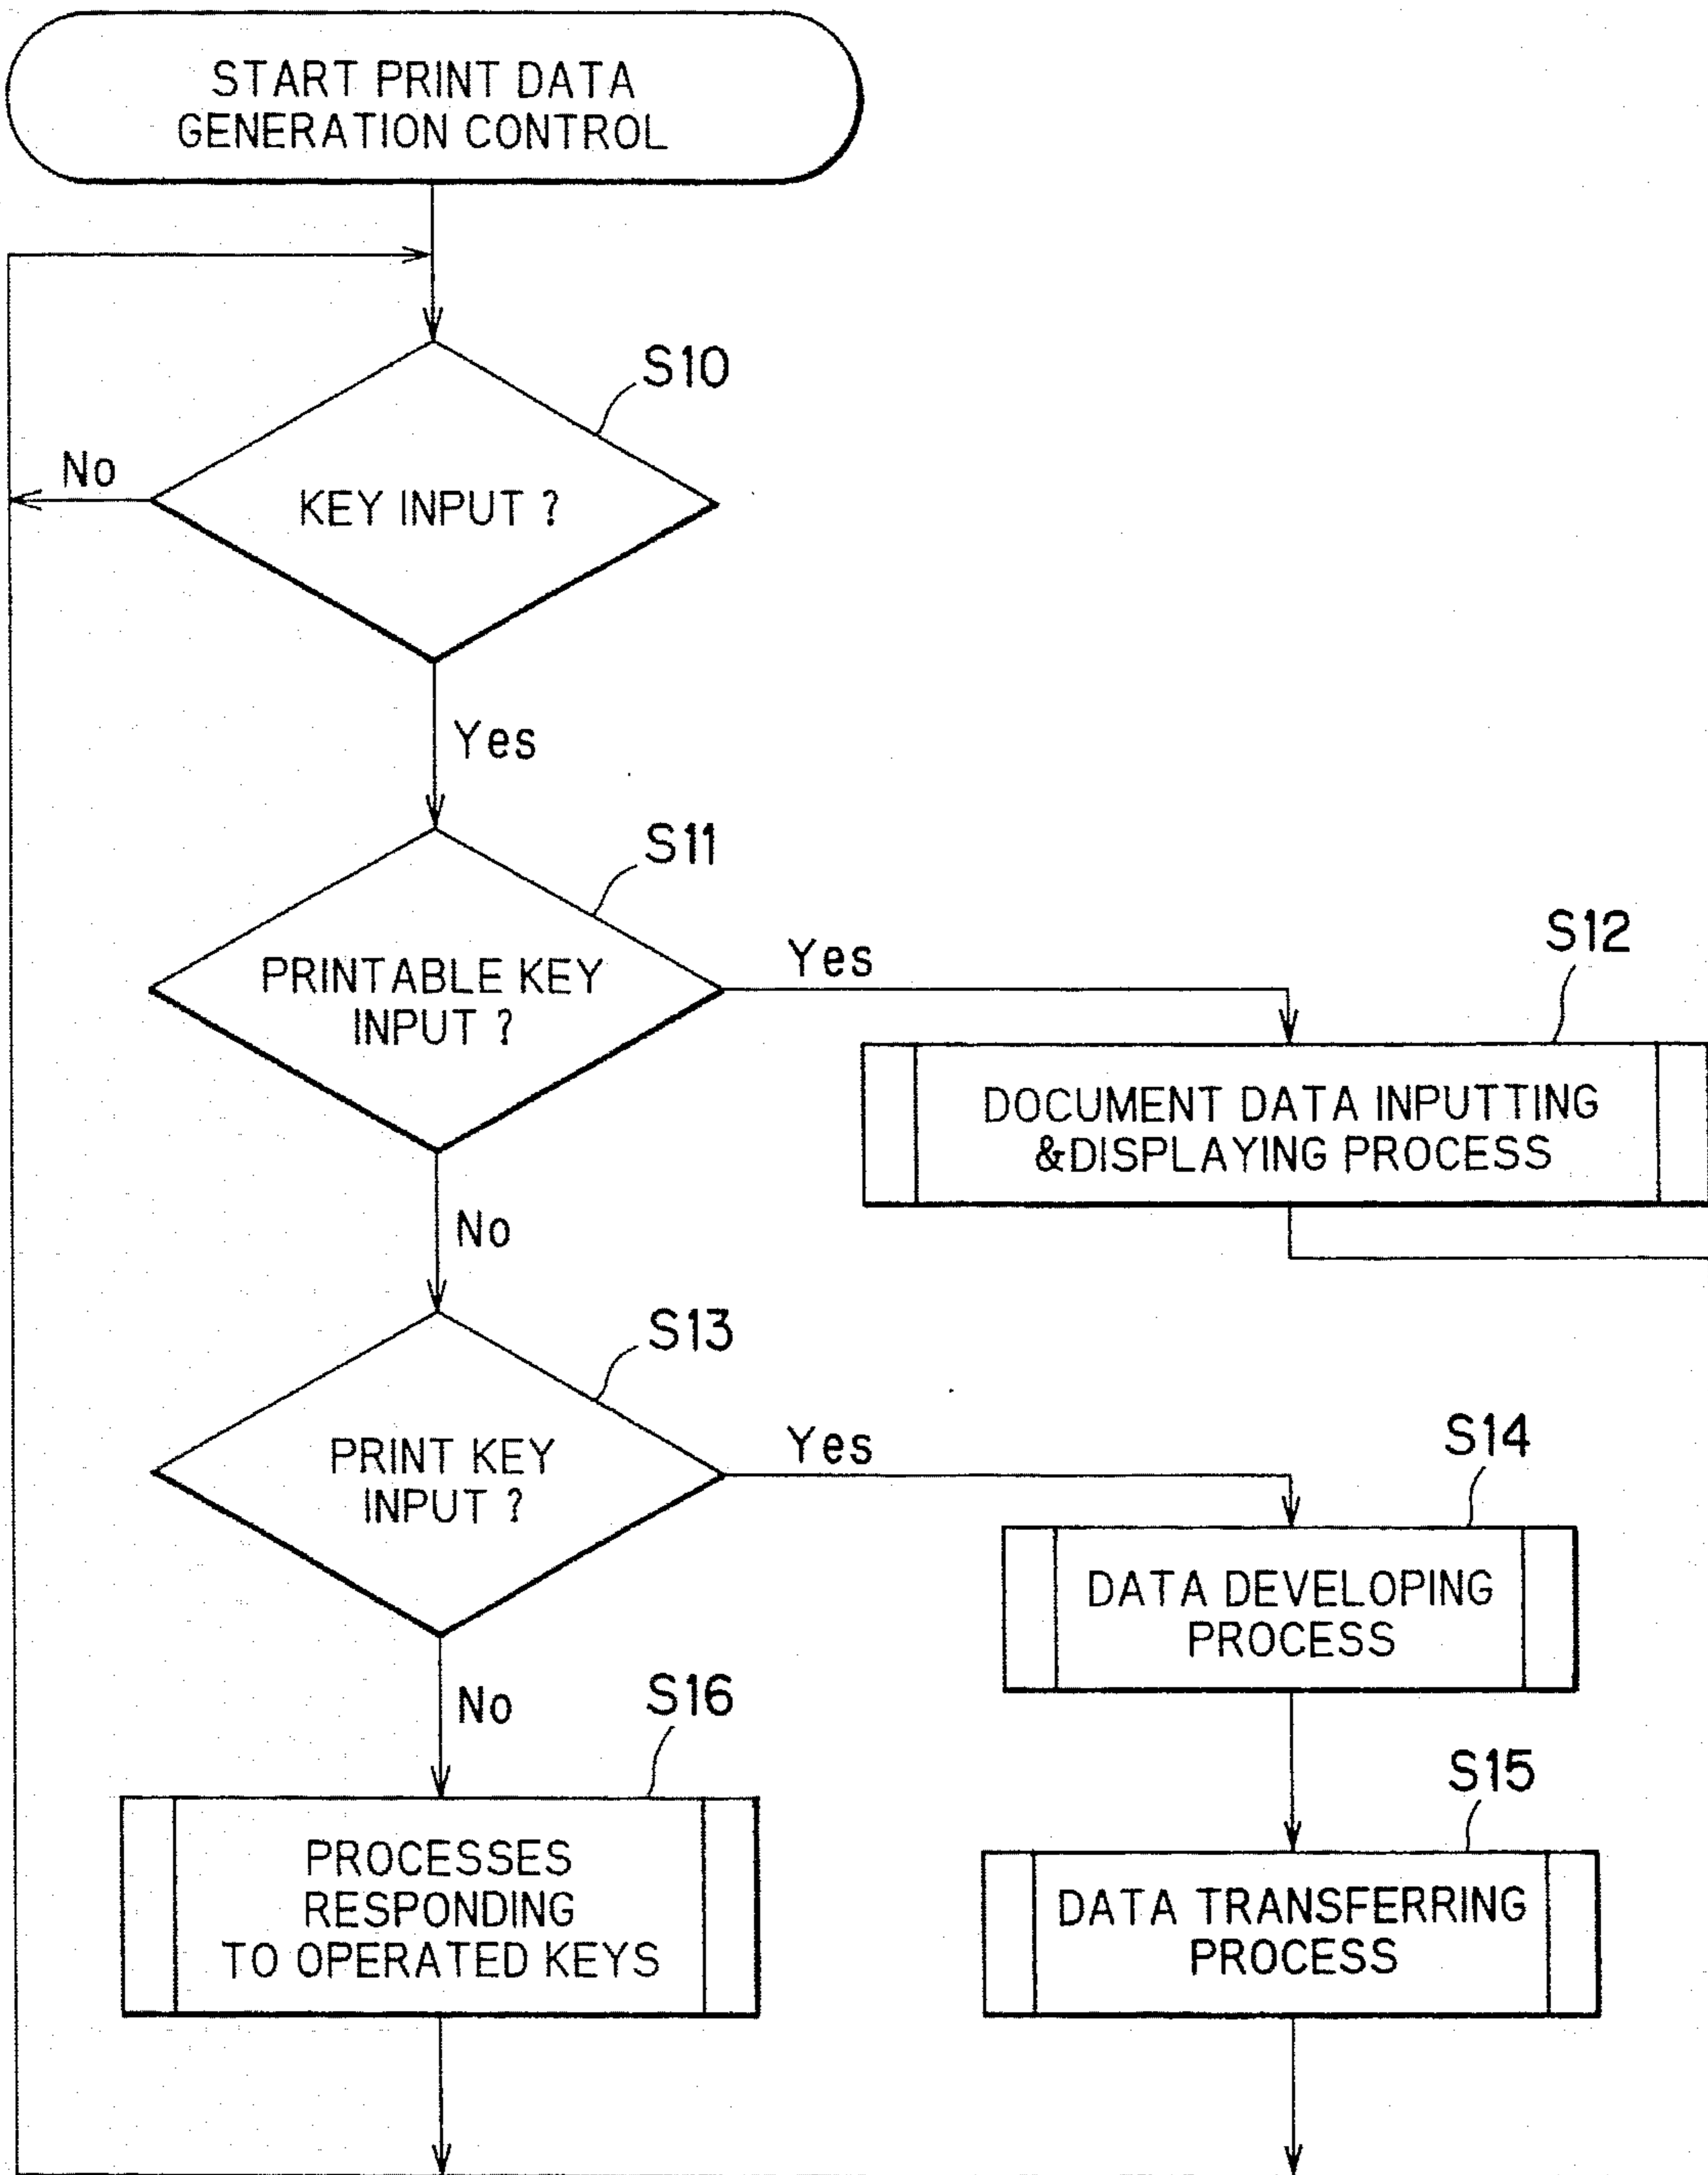 START PRINT DATA
GENERATION CONTROL
S10
No
KEY INPUT ?
Yes
S11
PRINTABLE KEY
INPUT ?
Yes
S12
DOCUMENT DATA INPUTTING
&DISPLAYING PROCESS
No
S13
PRINT KEY
INPUT ?
Yes
S14
DATA DEVELOPING
PROCESS
No
S16
S15
PROCESSES
RESPONDING
TO OPERATED KEYS
DATA TRANSFERRING
PROCESS